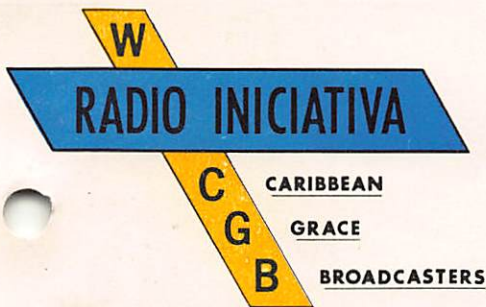 W
RADIO INICIATIVA
C CARIBBEAN
G GRACE
B BROADCASTERS